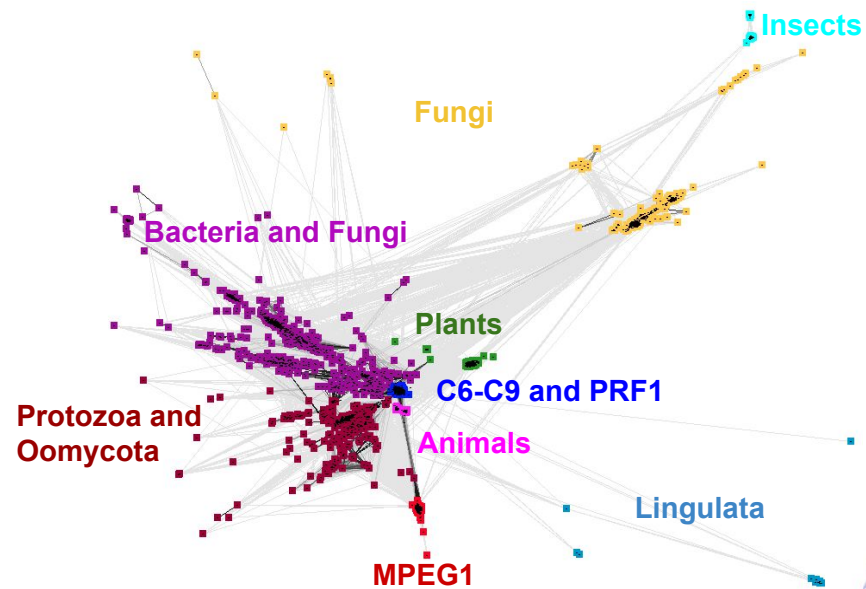 Insects
Fungi
Bacteria and Fungi
Plants
C6-C9 and PRF1
Protozoa and
Oomycota
Animals
Lingulata
MPEG1